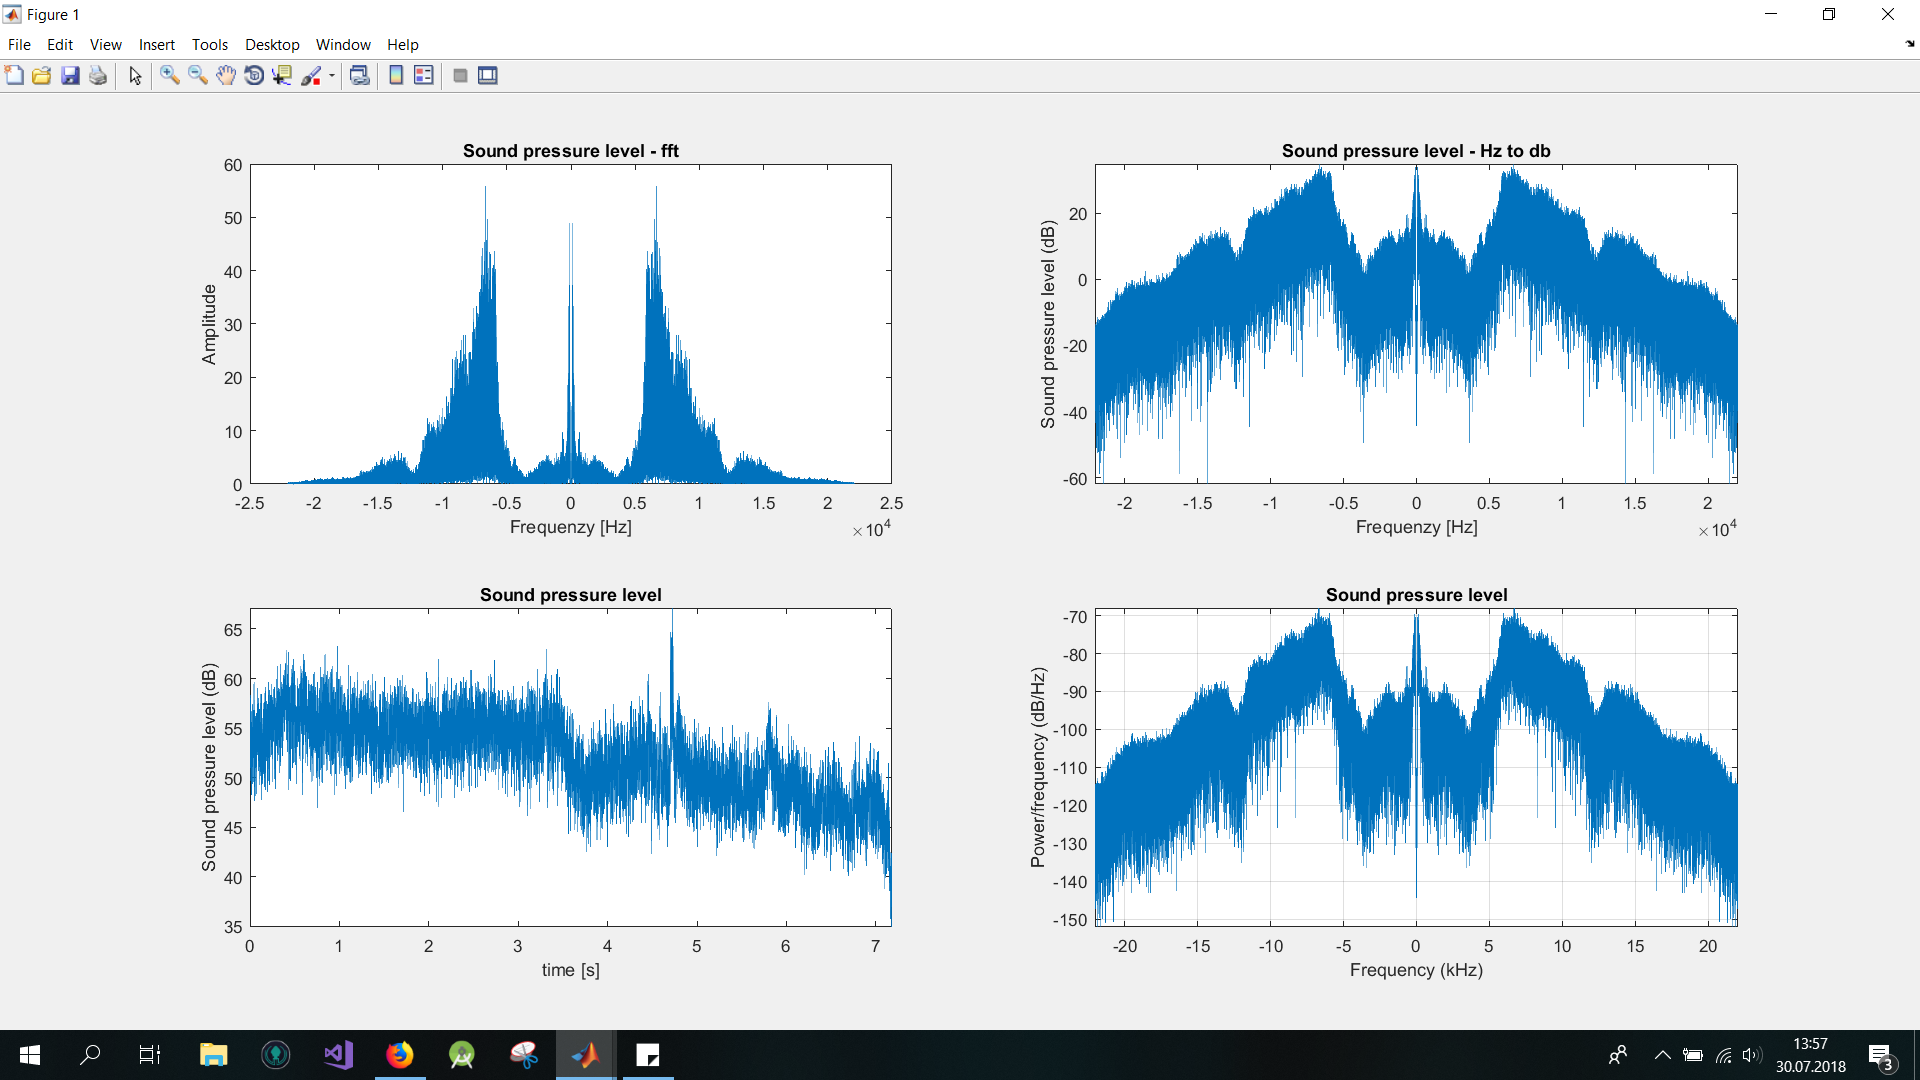 Figure 1
File Edit View Insert Tools Desktop Window Help
Sound pressure level - fft
60
50
40
30
20
10
0
Amplitude
-2.5 -2 -1.5 -1 -0.5 0 0.5 1 1.5 2 2.5
Frequenzy [Hz]
×10^4
Sound pressure level - Hz to db
20
0
-20
-40
-60
Sound pressure level (dB)
-2 -1.5 -1 -0.5 0 0.5 1 1.5 2
Frequenzy [Hz]
×10^4
Sound pressure level
65
60
55
50
45
40
35
Sound pressure level (dB)
0 1 2 3 4 5 6 7
time [s]
Sound pressure level
-70
-80
-90
-100
-110
-120
-130
-140
-150
Power/frequency (dB/Hz)
-20 -15 -10 -5 0 5 10 15 20
Frequency (kHz)
13:57
30.07.2018
3